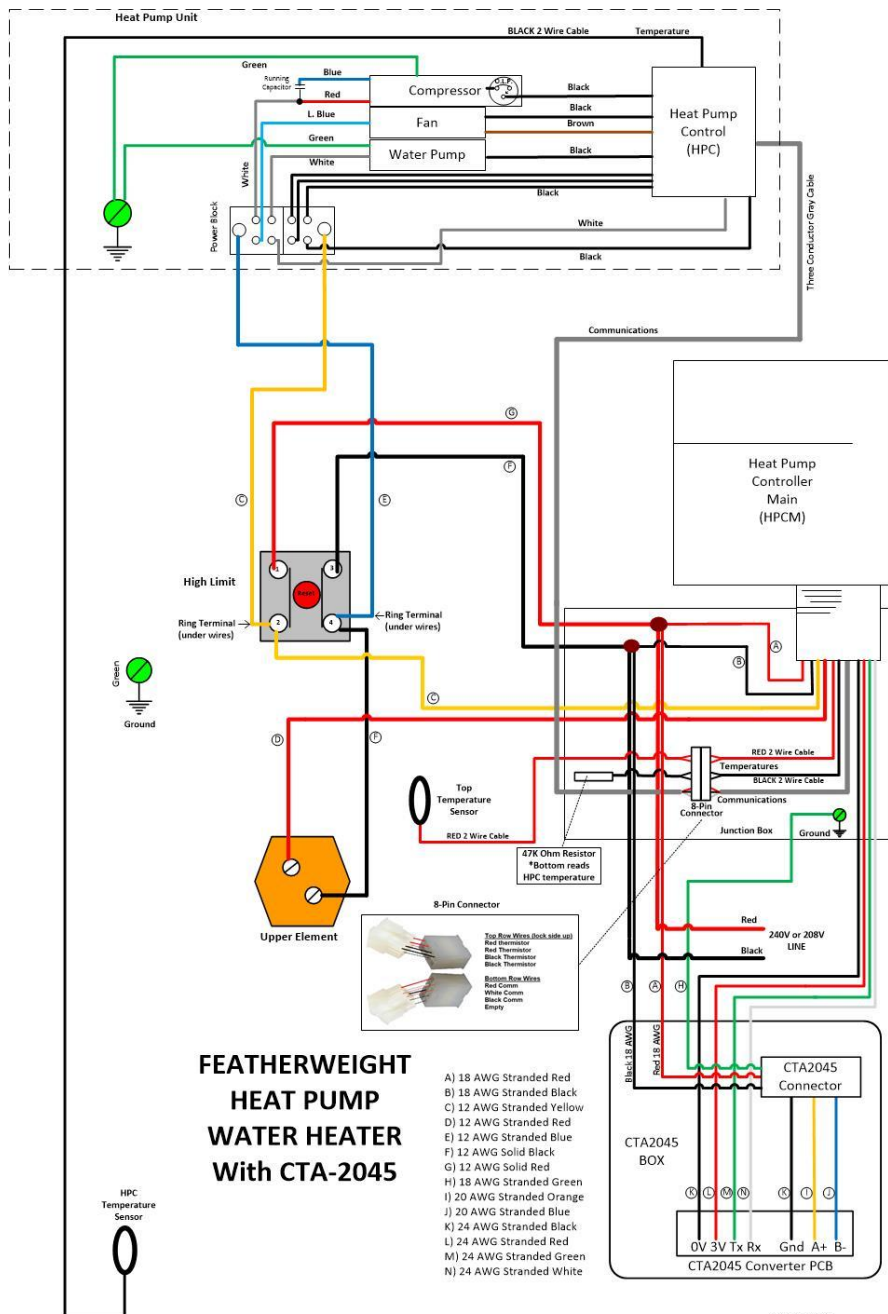 Heat Pump Unit
BLACK 2 Wire Cable
Temperature
Green
Running
Capacitor
Blue
Red
Compressor
O.L.P.
Black
L. Blue
Fan
Black
Brown
Heat Pump
Control
(HPC)
Green
White
Water Pump
Black
White
Black
Power Block
White
Black
Three Conductor Gray Cable
Communications
G
F
C
E
Heat Pump
Controller
Main
(HPCM)
High Limit
1
3
Reset
2
4
Ring Terminal
(under wires)
Ring Terminal
(under wires)
A
B
Green
Ground
C
D
F
RED 2 Wire Cable
Temperatures
BLACK 2 Wire Cable
Top
Temperature
Sensor
8-Pin
Connector
Communications
RED 2 Wire Cable
Junction Box
Ground
47K Ohm Resistor
*Bottom reads
HPC temperature
Upper Element
8-Pin Connector
Top Row Wires (lock side up)
Red thermistor
Red Thermistor
Black Thermistor
Black Thermistor
Bottom Row Wires
Red Comm
White Comm
Black Comm
Empty
Red
240V or 208V
LINE
Black
B
A
H
Black 18 AWG
Red 18 AWG
FEATHERWEIGHT
HEAT PUMP
WATER HEATER
With CTA-2045
A) 18 AWG Stranded Red
B) 18 AWG Stranded Black
C) 12 AWG Stranded Yellow
D) 12 AWG Stranded Red
E) 12 AWG Stranded Blue
F) 12 AWG Solid Black
G) 12 AWG Solid Red
H) 18 AWG Stranded Green
I) 20 AWG Stranded Orange
J) 20 AWG Stranded Blue
K) 24 AWG Stranded Black
L) 24 AWG Stranded Red
M) 24 AWG Stranded Green
N) 24 AWG Stranded White
CTA2045
Connector
CTA2045
BOX
K L M N K I J
0V 3V Tx Rx Gnd A+ B-
CTA2045 Converter PCB
HPC
Temperature
Sensor